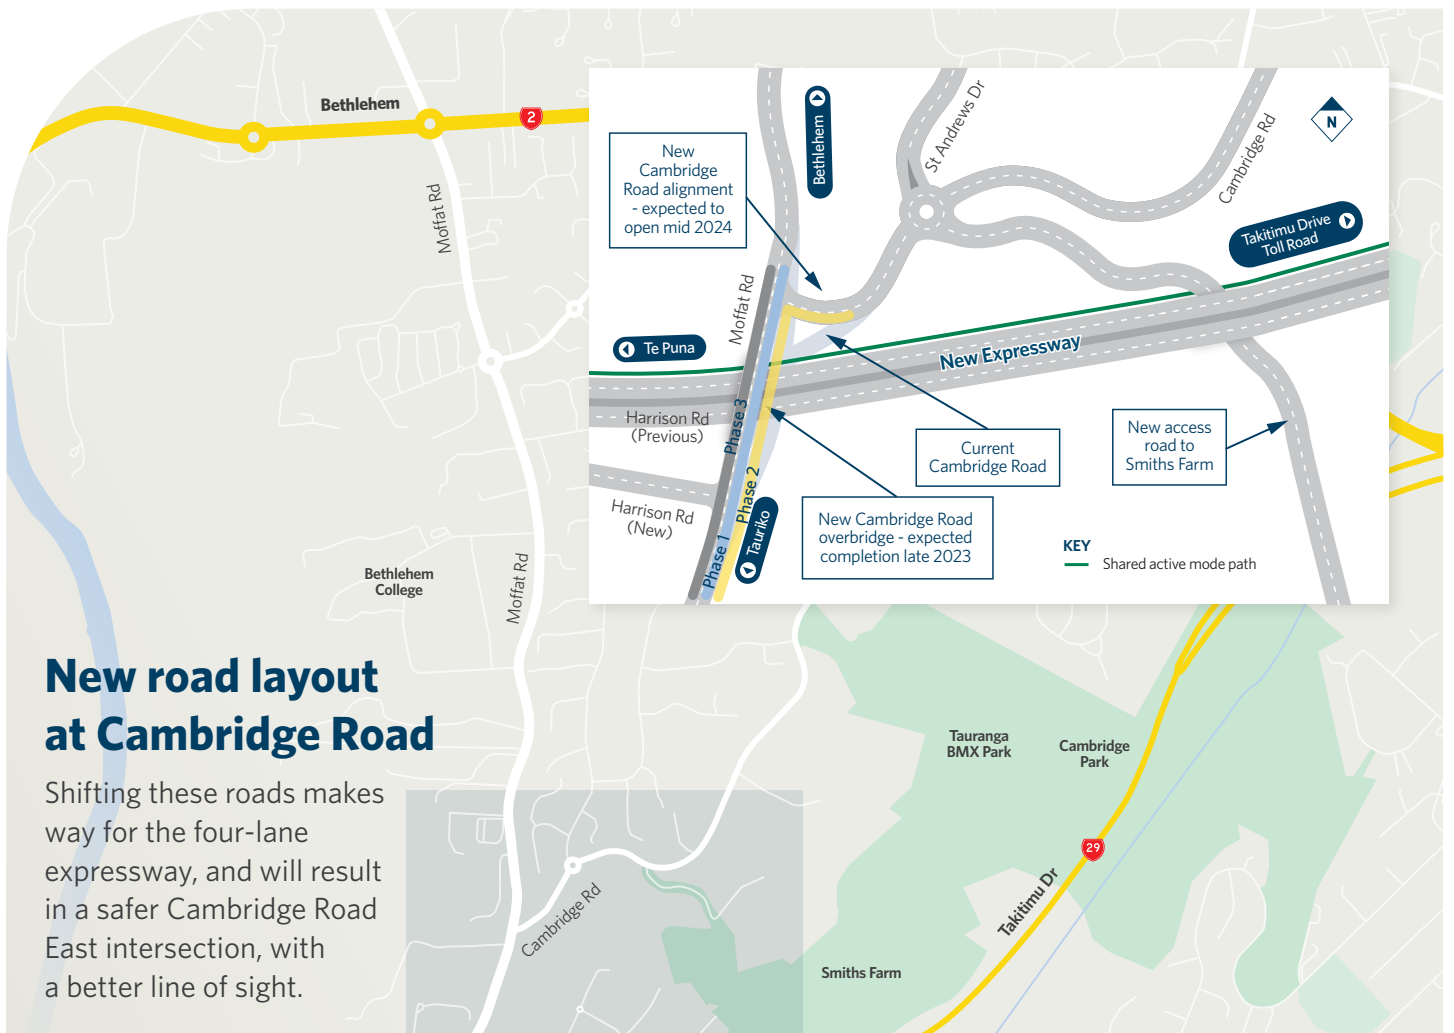 Bethlehem
2
Moffat Rd
Moffat Rd
Bethlehem
College
New road layout
at Cambridge Road
Shifting these roads makes
way for the four-lane
expressway, and will result
in a safer Cambridge Road
East intersection, with
a better line of sight.
New
Cambridge
Road alignment
- expected to
open mid 2024
Bethlehem
St Andrews Dr
Cambridge Rd
N
Takitimu Drive
Toll Road
Moffat Rd
Te Puna
New Expressway
Harrison Rd
(Previous)
Phase 3
Current
Cambridge Road
New access
road to
Smiths Farm
Harrison Rd
(New)
Phase 2
Phase 1
Tauriko
New Cambridge Road
overbridge - expected
completion late 2023
KEY
Shared active mode path
Tauranga
BMX Park
Cambridge
Park
29
Takitimu Dr
Cambridge Rd
Smiths Farm